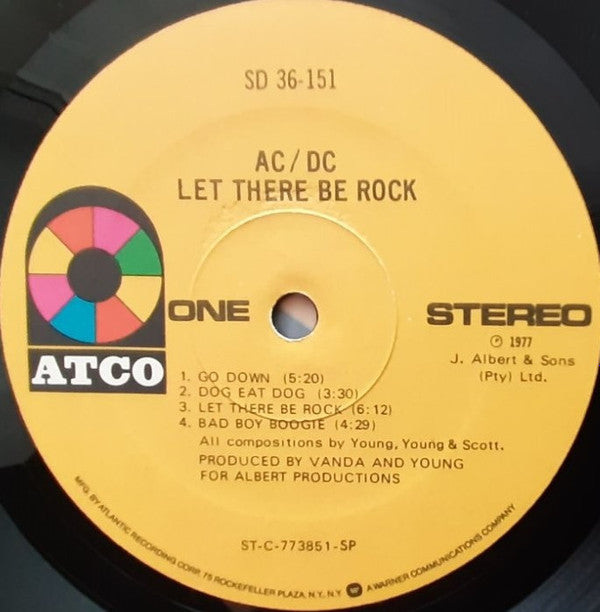 SD 36-151
AC/DC
LET THERE BE ROCK
ATCO
ONE
STEREO
℗ 1977
J. Albert & Sons
(Pty) Ltd.
1. GO DOWN (5:20)
2. DOG EAT DOG (3:30)
3. LET THERE BE ROCK (6:12)
4. BAD BOY BOOGIE (4:29)
All compositions by Young, Young & Scott.
PRODUCED BY VANDA AND YOUNG
FOR ALBERT PRODUCTIONS
ST-C-773851-SP
MFG. BY ATLANTIC RECORDING CORP., 75 ROCKEFELLER PLAZA, N.Y., N.Y. A WARNER COMMUNICATIONS COMPANY